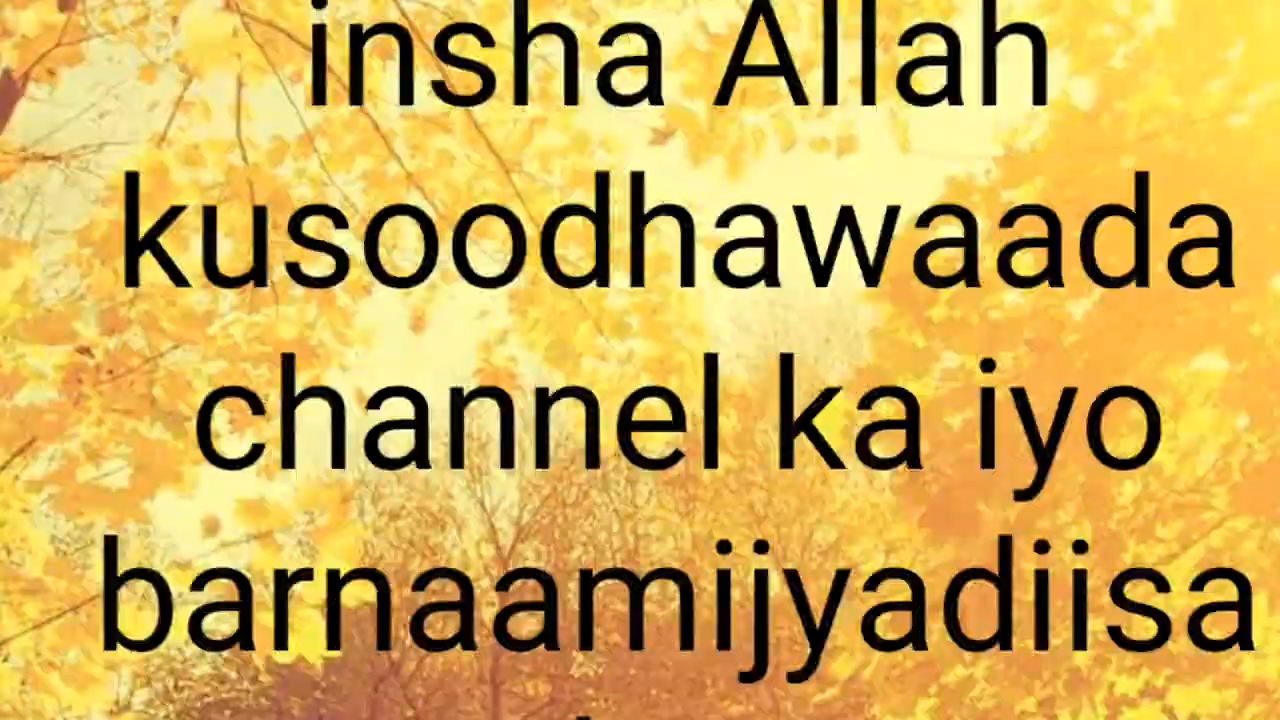 insha Allah
kusoodhawaada
channel ka iyo
barnaamijyadiisa